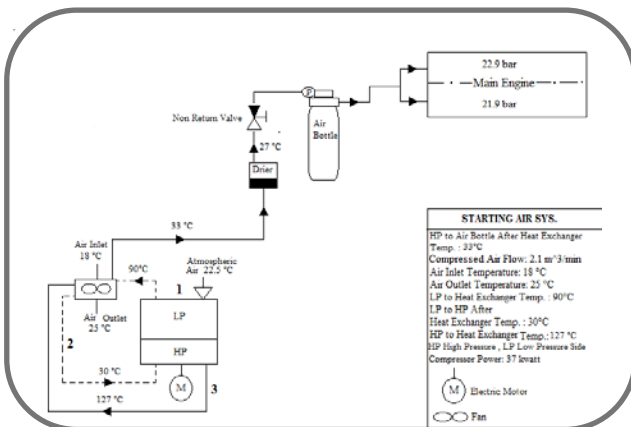 22.9 bar
Main Engine
21.9 bar
P
Non Return Valve
Air
Bottle
27 °C
Drier
33 °C
Air Inlet
18 °C
90°C
Atmospheric
Air 22.5 °C
1
LP
Air Outlet
25 °C
2
HP
30 °C
M
3
127 °C
STARTING AIR SYS.
HP to Air Bottle After Heat Exchanger
Temp. : 33°C
Compressed Air Flow: 2.1 m^3/min
Air Inlet Temperature: 18 °C
Air Outlet Temperature: 25 °C
LP to Heat Exchanger Temp. : 90°C
LP to HP After
Heat Exchanger Temp. : 30°C
HP to Heat Exchanger Temp.: 127 °C
HP High Pressure , LP Low Pressure Side
Compressor Power: 37 kwatt
M Electric Motor
Fan